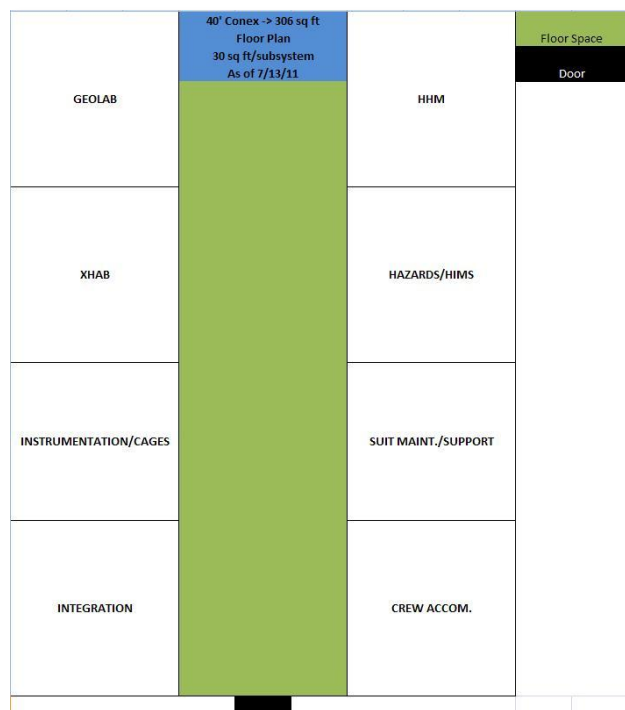 40' Conex -> 306 sq ft
Floor Plan
30 sq ft/subsystem
As of 7/13/11
Floor Space
Door
GEOLAB
HHM
XHAB
HAZARDS/HIMS
INSTRUMENTATION/CAGES
SUIT MAINT./SUPPORT
INTEGRATION
CREW ACCOM.